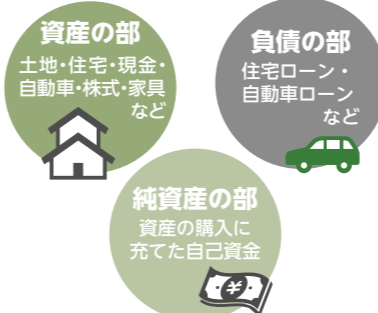 資産の部
土地・住宅・現金・
自動車・株式・家具
など
負債の部
住宅ローン・
自動車ローン
など
純資産の部
資産の購入に
充てた自己資金
¥